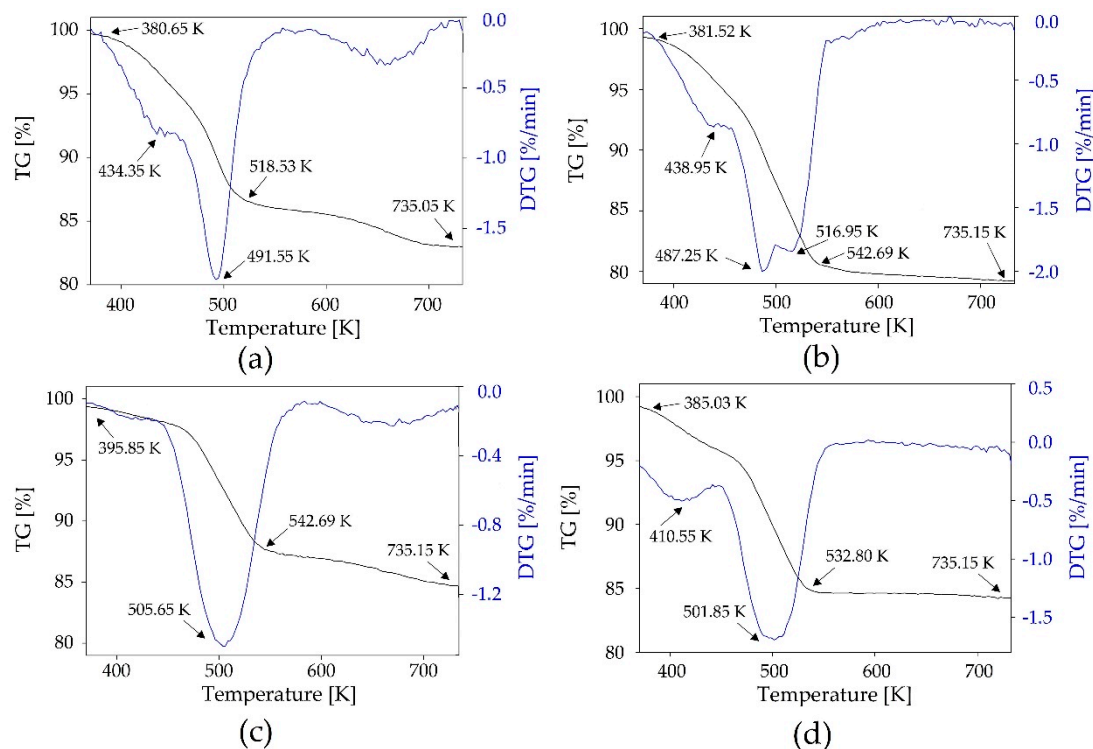 380.65 K
434.35 K
518.53 K
735.05 K
491.55 K
100
95
90
85
80
TG [%]
0.0
-0.5
-1.0
-1.5
DTG [%/min]
400
500
600
700
Temperature [K]
(a)
381.52 K
438.95 K
516.95 K
487.25 K
542.69 K
735.15 K
100
95
90
85
80
TG [%]
0.0
-0.5
-1.0
-1.5
-2.0
DTG [%/min]
400
500
600
700
Temperature [K]
(b)
395.85 K
542.69 K
735.15 K
505.65 K
100
95
90
85
80
TG [%]
0.0
-0.4
-0.8
-1.2
DTG [%/min]
400
500
600
700
Temperature [K]
(c)
385.03 K
410.55 K
532.80 K
735.15 K
501.85 K
100
95
90
85
80
TG [%]
0.5
0.0
-0.5
-1.0
-1.5
DTG [%/min]
400
500
600
700
Temperature [K]
(d)